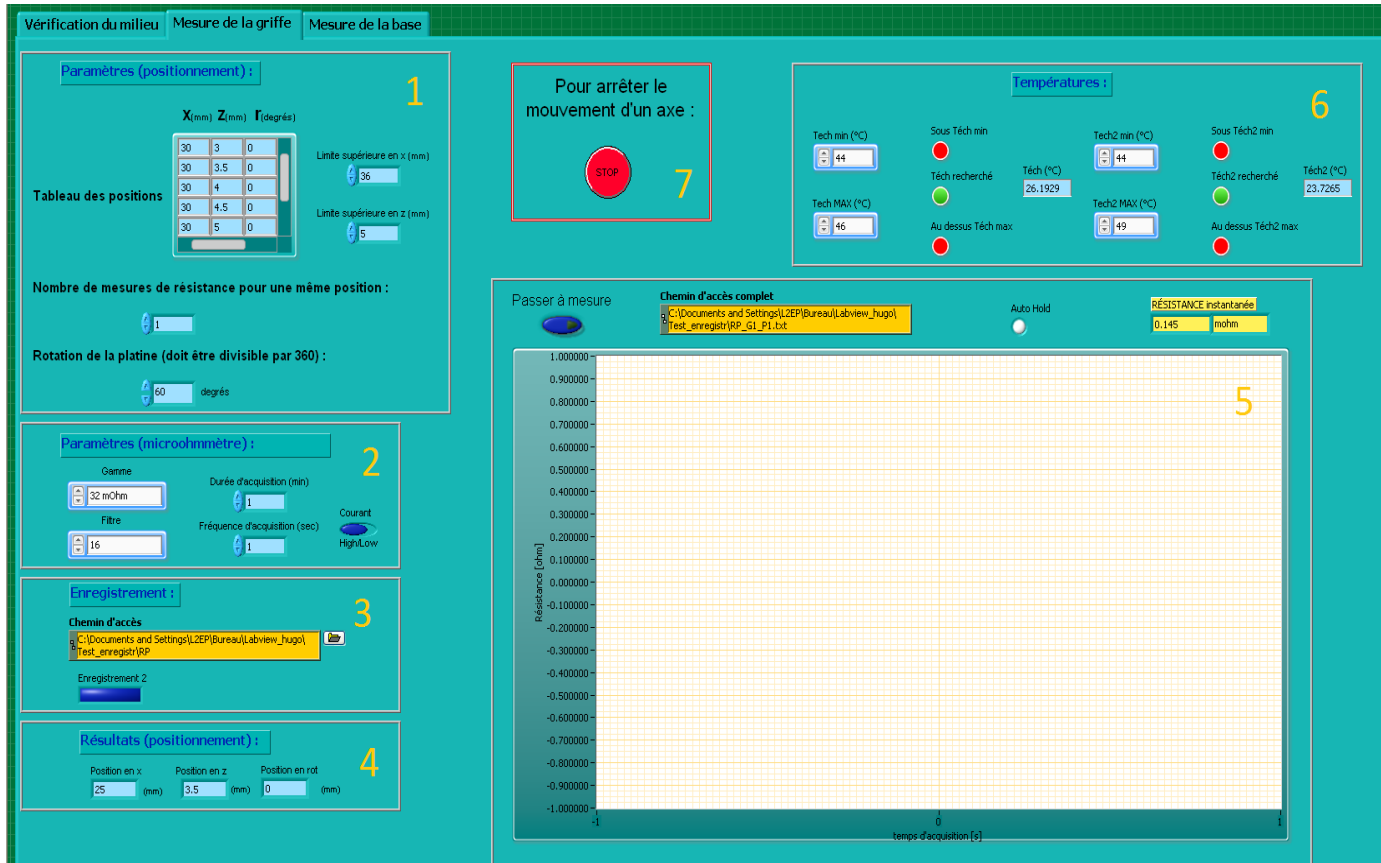 Vérification du milieu
Mesure de la griffe
Mesure de la base
Paramètres (positionnement) :
1
X(mm) Z(mm) r(degrés)
Tableau des positions
30 3 0
30 3.5 0
30 4 0
30 4.5 0
30 5 0
Limite supérieure en x (mm)
36
Limite supérieure en z (mm)
5
Nombre de mesures de résistance pour une même position :
1
Rotation de la platine (doit être divisible par 360) :
60 degrés
Paramètres (microohmmètre) :
2
Gamme
32 mOhm
Filtre
16
Durée d'acquisition (min)
1
Fréquence d'acquisition (sec)
1
Courant
High/Low
Enregistrement :
3
Chemin d'accès
C:\Documents and Settings\L2EP\Bureau\Labview_hugo\
Test_enregistr\RP
Enregistrement 2
Résultats (positionnement) :
4
Position en x
25 (mm)
Position en z
3.5 (mm)
Position en rot
0 (mm)
Pour arrêter le
mouvement d'un axe :
STOP
7
Températures :
6
Tech min (°C)
44
Tech MAX (°C)
46
Sous Téch min
Téch recherché
Au dessus Téch max
Téch (°C)
26.1929
Tech2 min (°C)
44
Tech2 MAX (°C)
49
Sous Téch2 min
Téch2 recherché
Au dessus Téch2 max
Téch2 (°C)
23.7265
Passer à mesure
Chemin d'accès complet
C:\Documents and Settings\L2EP\Bureau\Labview_hugo\
Test_enregistr\RP_G1_P1.txt
Auto Hold
RÉSISTANCE instantanée
0.145 mohm
5
Résistance [ohm]
1.000000
0.900000
0.800000
0.700000
0.600000
0.500000
0.400000
0.300000
0.200000
0.100000
0.000000
-0.100000
-0.200000
-0.300000
-0.400000
-0.500000
-0.600000
-0.700000
-0.800000
-0.900000
-1.000000
-1 0 1
temps d'acquisition [s]